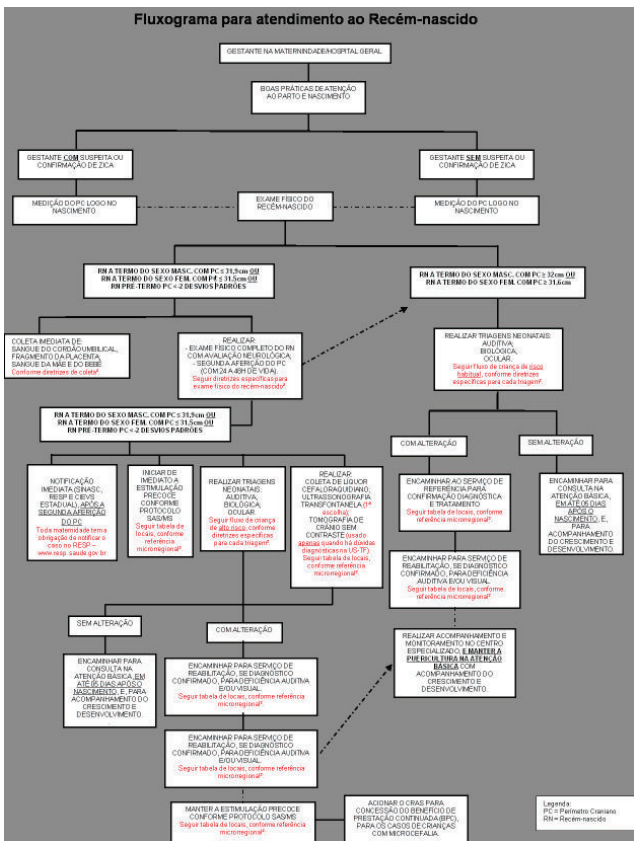 Fluxograma para atendimento ao Recém-nascido
GESTANTE NA MATERNINDADE/HOSPITAL GERAL
BOAS PRÁTICAS DE ATENÇÃO
AO PARTO E NASCIMENTO
GESTANTE COM SUSPEITA OU
CONFIRMAÇÃO DE ZICA
GESTANTE SEM SUSPEITA OU
CONFIRMAÇÃO DE ZICA
MEDIÇÃO DO PC LOGO NO
NASCIMENTO
EXAME FÍSICO DO
RECÉM-NASCIDO
MEDIÇÃO DO PC LOGO NO
NASCIMENTO
RN A TERMO DO SEXO MASC. COM PC ≤ 31,9cm OU
RN A TERMO DO SEXO FEM. COM PC ≤ 31,5cm OU
RN PRE-TERMO PC < -2 DESVIOS PADRÕES
RN A TERMO DO SEXO MASC. COM PC ≥ 32cm OU
RN A TERMO DO SEXO FEM. COM PC ≥ 31,6cm
COLETA IMEDIATA DE:
SANGUE DO CORDÃO UMBILICAL,
FRAGMENTO DA PLACENTA,
SANGUE DA MÃE E DO BEBÊ
Conforme diretrizes de coleta
REALIZAR:
- EXAME FÍSICO COMPLETO DO RN
COM AVALIAÇÃO NEUROLÓGICA;
- SEGUNDA AFERIÇÃO DO PC
(COM 24 A 48H DE VIDA).
Seguir diretrizes específicas para
exame físico do recém-nascido
REALIZAR TRIAGENS NEONATAIS:
AUDITIVA;
BIOLÓGICA,
OCULAR.
Seguir fluxo de criança de risco
habitual, conforme diretrizes
específicas para cada triagem
RN A TERMO DO SEXO MASC. COM PC ≤ 31,9cm OU
RN A TERMO DO SEXO FEM. COM PC ≤ 31,5cm OU
RN PRE-TERMO PC < -2 DESVIOS PADRÕES
COM ALTERAÇÃO
SEM ALTERAÇÃO
NOTIFICAÇÃO
IMEDIATA (SINASC,
RESP E CIEVS
ESTADUAL), APÓS A
SEGUNDA AFERIÇÃO
DO PC
Toda maternidade tem a
obrigação de notificar o
caso no RESP –
www.resp.saude.gov.br
INICIAR DE
IMEDIATO A
ESTIMULAÇÃO
PRECOCE
CONFORME
PROTOCOLO
SAS/MS
Seguir tabela de
locais, conforme
referência
microrregional
REALIZAR TRIAGENS
NEONATAIS:
AUDITIVA,
BIOLÓGICA,
OCULAR.
Seguir fluxo de criança
de alto risco, conforme
diretrizes específicas
para cada triagem
REALIZAR
COLETA DE LIQUOR
CEFALORAQUIDIANO;
ULTRASSONOGRAFIA
TRANSFONTANELA (1ª
escolha);
TOMOGRAFIA DE
CRÂNIO SEM
CONTRASTE (usado
apenas quando há dúvidas
diagnósticas na US-TF).
Seguir tabela de locais,
conforme referência
microrregional
ENCAMINHAR AO SERVIÇO DE
REFERÊNCIA PARA
CONFIRMAÇÃO DIAGNÓSTICA
E TRATAMENTO
Seguir tabela de locais, conforme
referência microrregional
ENCAMINHAR PARA
CONSULTA NA
ATENÇÃO BÁSICA,
EM ATÉ 05 DIAS
APÓS O
NASCIMENTO, E,
PARA
ACOMPANHAMENTO
DO CRESCIMENTO E
DESENVOLVIMENTO.
ENCAMINHAR PARA SERVIÇO DE
REABILITAÇÃO, SE DIAGNÓSTICO
CONFIRMADO, PARA DEFICIÊNCIA
AUDITIVA E/OU VISUAL.
Seguir tabela de locais, conforme
referência microrregional
SEM ALTERAÇÃO
COM ALTERAÇÃO
REALIZAR ACOMPANHAMENTO E
MONITORAMENTO NO CENTRO
ESPECIALIZADO, E MANTER A
PUERICULTURA NA ATENÇÃO
BÁSICA COM
ACOMPANHAMENTO DO
CRESCIMENTO E
DESENVOLVIMENTO.
ENCAMINHAR PARA
CONSULTA NA
ATENÇÃO BÁSICA, EM
ATÉ 05 DIAS APÓS O
NASCIMENTO, E, PARA
ACOMPANHAMENTO DO
CRESCIMENTO E
DESENVOLVIMENTO.
ENCAMINHAR PARA SERVIÇO DE
REABILITAÇÃO, SE DIAGNÓSTICO
CONFIRMADO, PARA DEFICIÊNCIA AUDITIVA
E/OU VISUAL.
Seguir tabela de locais, conforme referência
microrregional
ENCAMINHAR PARA SERVIÇO DE
REABILITAÇÃO, SE DIAGNÓSTICO
CONFIRMADO, PARA DEFICIÊNCIA AUDITIVA
E/OU VISUAL.
Seguir tabela de locais, conforme referência
microrregional
MANTER A ESTIMULAÇÃO PRECOCE
CONFORME PROTOCOLO SAS/MS
Seguir tabela de locais, conforme referência
microrregional
ACIONAR O CRAS PARA
CONCESSÃO DO BENEFÍCIO DE
PRESTAÇÃO CONTINUADA (BPC),
PARA OS CASOS DE CRIANÇAS
COM MICROCEFALIA.
Legenda:
PC = Perímetro Craniano
RN = Recém-nascido